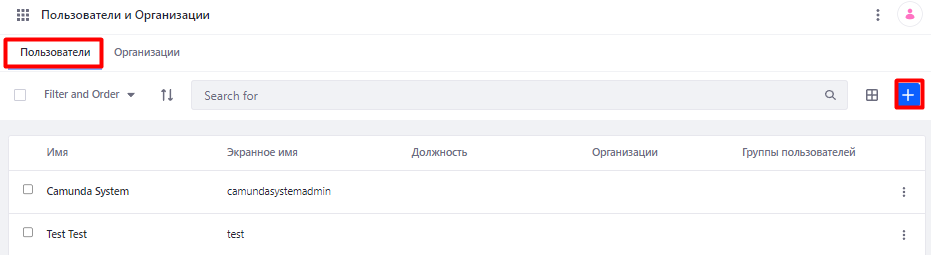 Пользователи и Организации
Пользователи Организации
Filter and Order Search for
Имя Экранное имя Должность Организации Группы пользователей
Camunda System camundasystemadmin
Test Test test